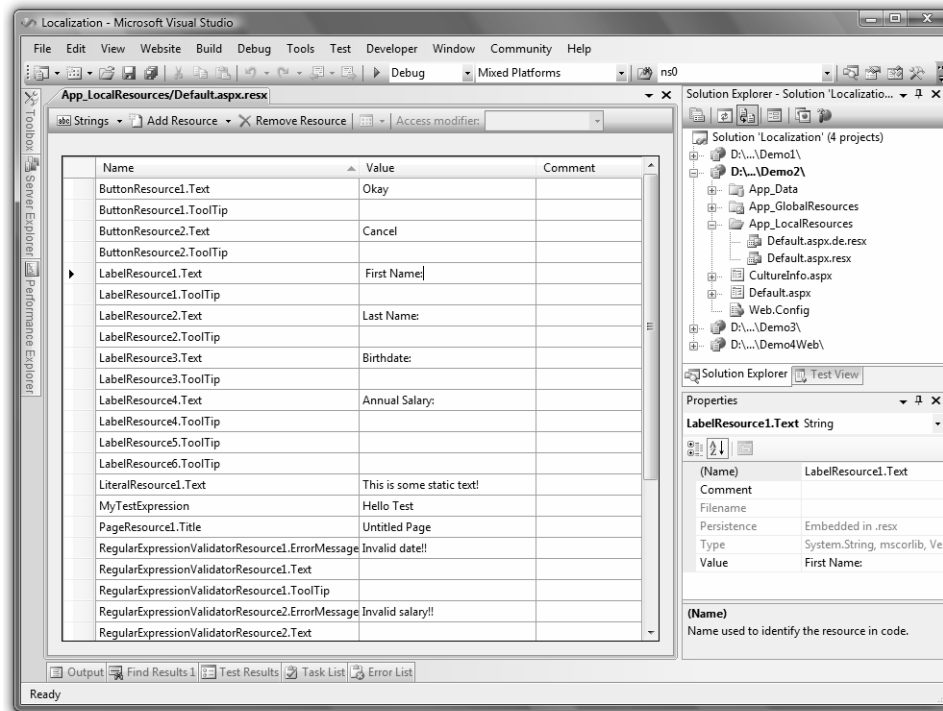 Localization - Microsoft Visual Studio
File Edit View Website Build Debug Tools Test Developer Window Community Help
Debug Mixed Platforms ns0
Toolbox
Server Explorer
Performance Explorer
App_LocalResources/Default.aspx.resx
abc Strings Add Resource Remove Resource Access modifier:
Name Value Comment
ButtonResource1.Text Okay
ButtonResource1.ToolTip
ButtonResource2.Text Cancel
ButtonResource2.ToolTip
LabelResource1.Text First Name:
LabelResource1.ToolTip
LabelResource2.Text Last Name:
LabelResource2.ToolTip
LabelResource3.Text Birthdate:
LabelResource3.ToolTip
LabelResource4.Text Annual Salary:
LabelResource4.ToolTip
LabelResource5.ToolTip
LabelResource6.ToolTip
LiteralResource1.Text This is some static text!
MyTestExpression Hello Test
PageResource1.Title Untitled Page
RegularExpressionValidatorResource1.ErrorMessage Invalid date!!
RegularExpressionValidatorResource1.Text
RegularExpressionValidatorResource1.ToolTip
RegularExpressionValidatorResource2.ErrorMessage Invalid salary!!
RegularExpressionValidatorResource2.Text
Solution Explorer - Solution 'Localizatio...
Solution 'Localization' (4 projects)
D:\...\Demo1\
D:\...\Demo2\
App_Data
App_GlobalResources
App_LocalResources
Default.aspx.de.resx
Default.aspx.resx
CultureInfo.aspx
Default.aspx
Web.Config
D:\...\Demo3\
D:\...\Demo4Web\
Solution Explorer Test View
Properties
LabelResource1.Text String
(Name) LabelResource1.Text
Comment
Filename
Persistence Embedded in .resx
Type System.String, mscorlib, Ve
Value First Name:
(Name)
Name used to identify the resource in code.
Output Find Results 1 Test Results Task List Error List
Ready